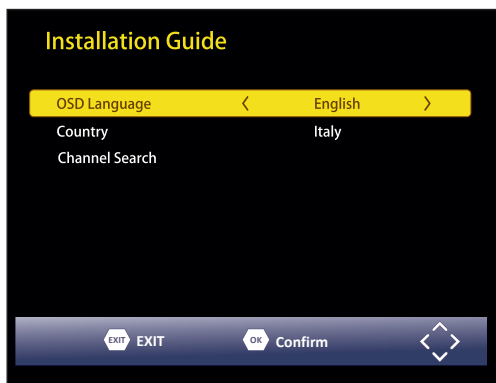 Installation Guide
OSD Language < English >
Country Italy
Channel Search
EXIT EXIT OK Confirm